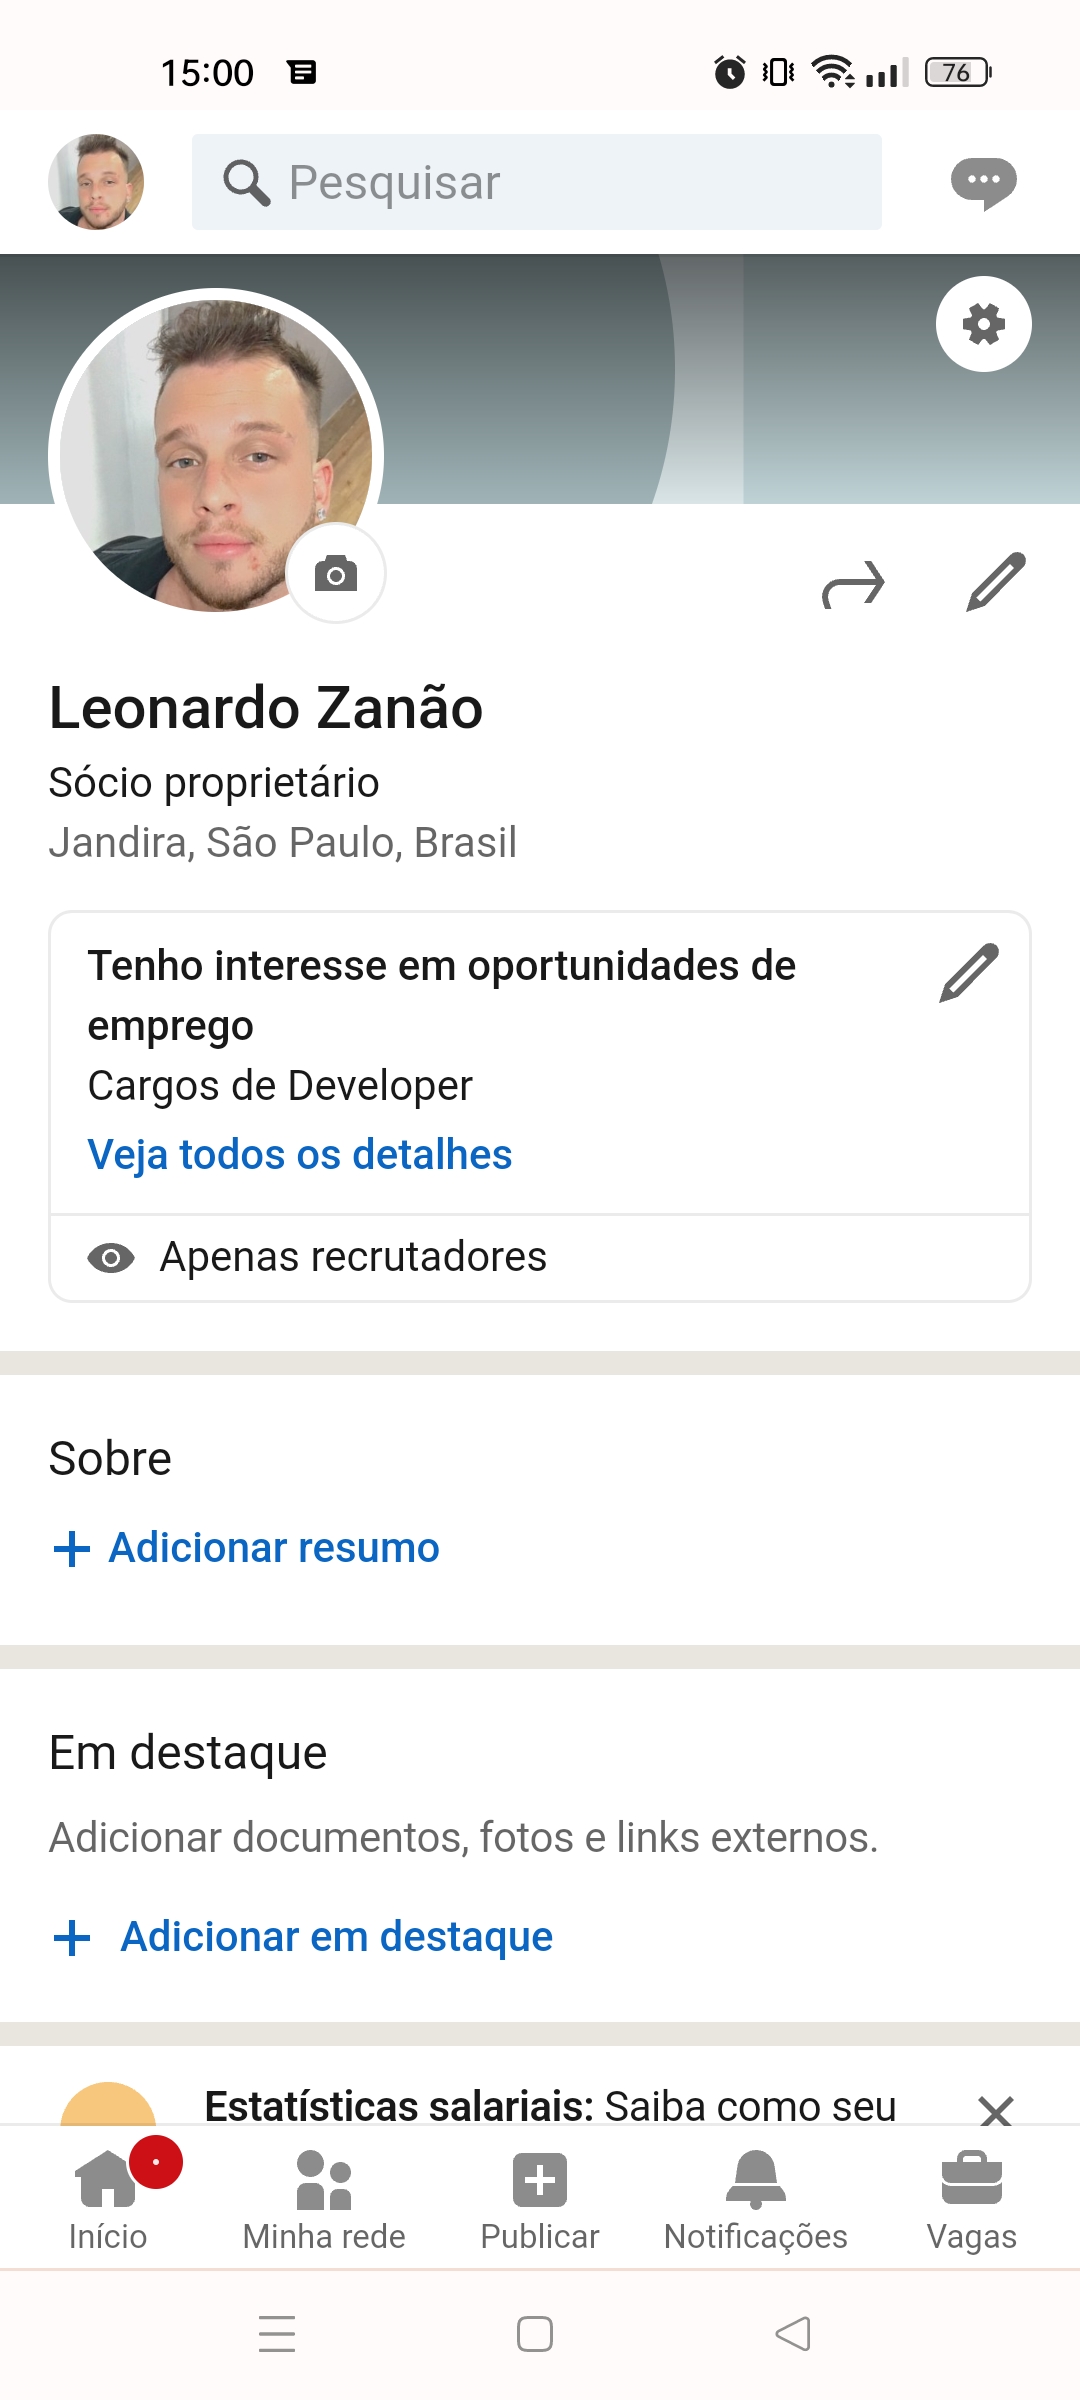 15:00
76
Pesquisar
Leonardo Zanão
Sócio proprietário
Jandira, São Paulo, Brasil
Tenho interesse em oportunidades de
emprego
Cargos de Developer
Veja todos os detalhes
Apenas recrutadores
Sobre
+ Adicionar resumo
Em destaque
Adicionar documentos, fotos e links externos.
+ Adicionar em destaque
Estatísticas salariais: Saiba como seu
Início
Minha rede
Publicar
Notificações
Vagas